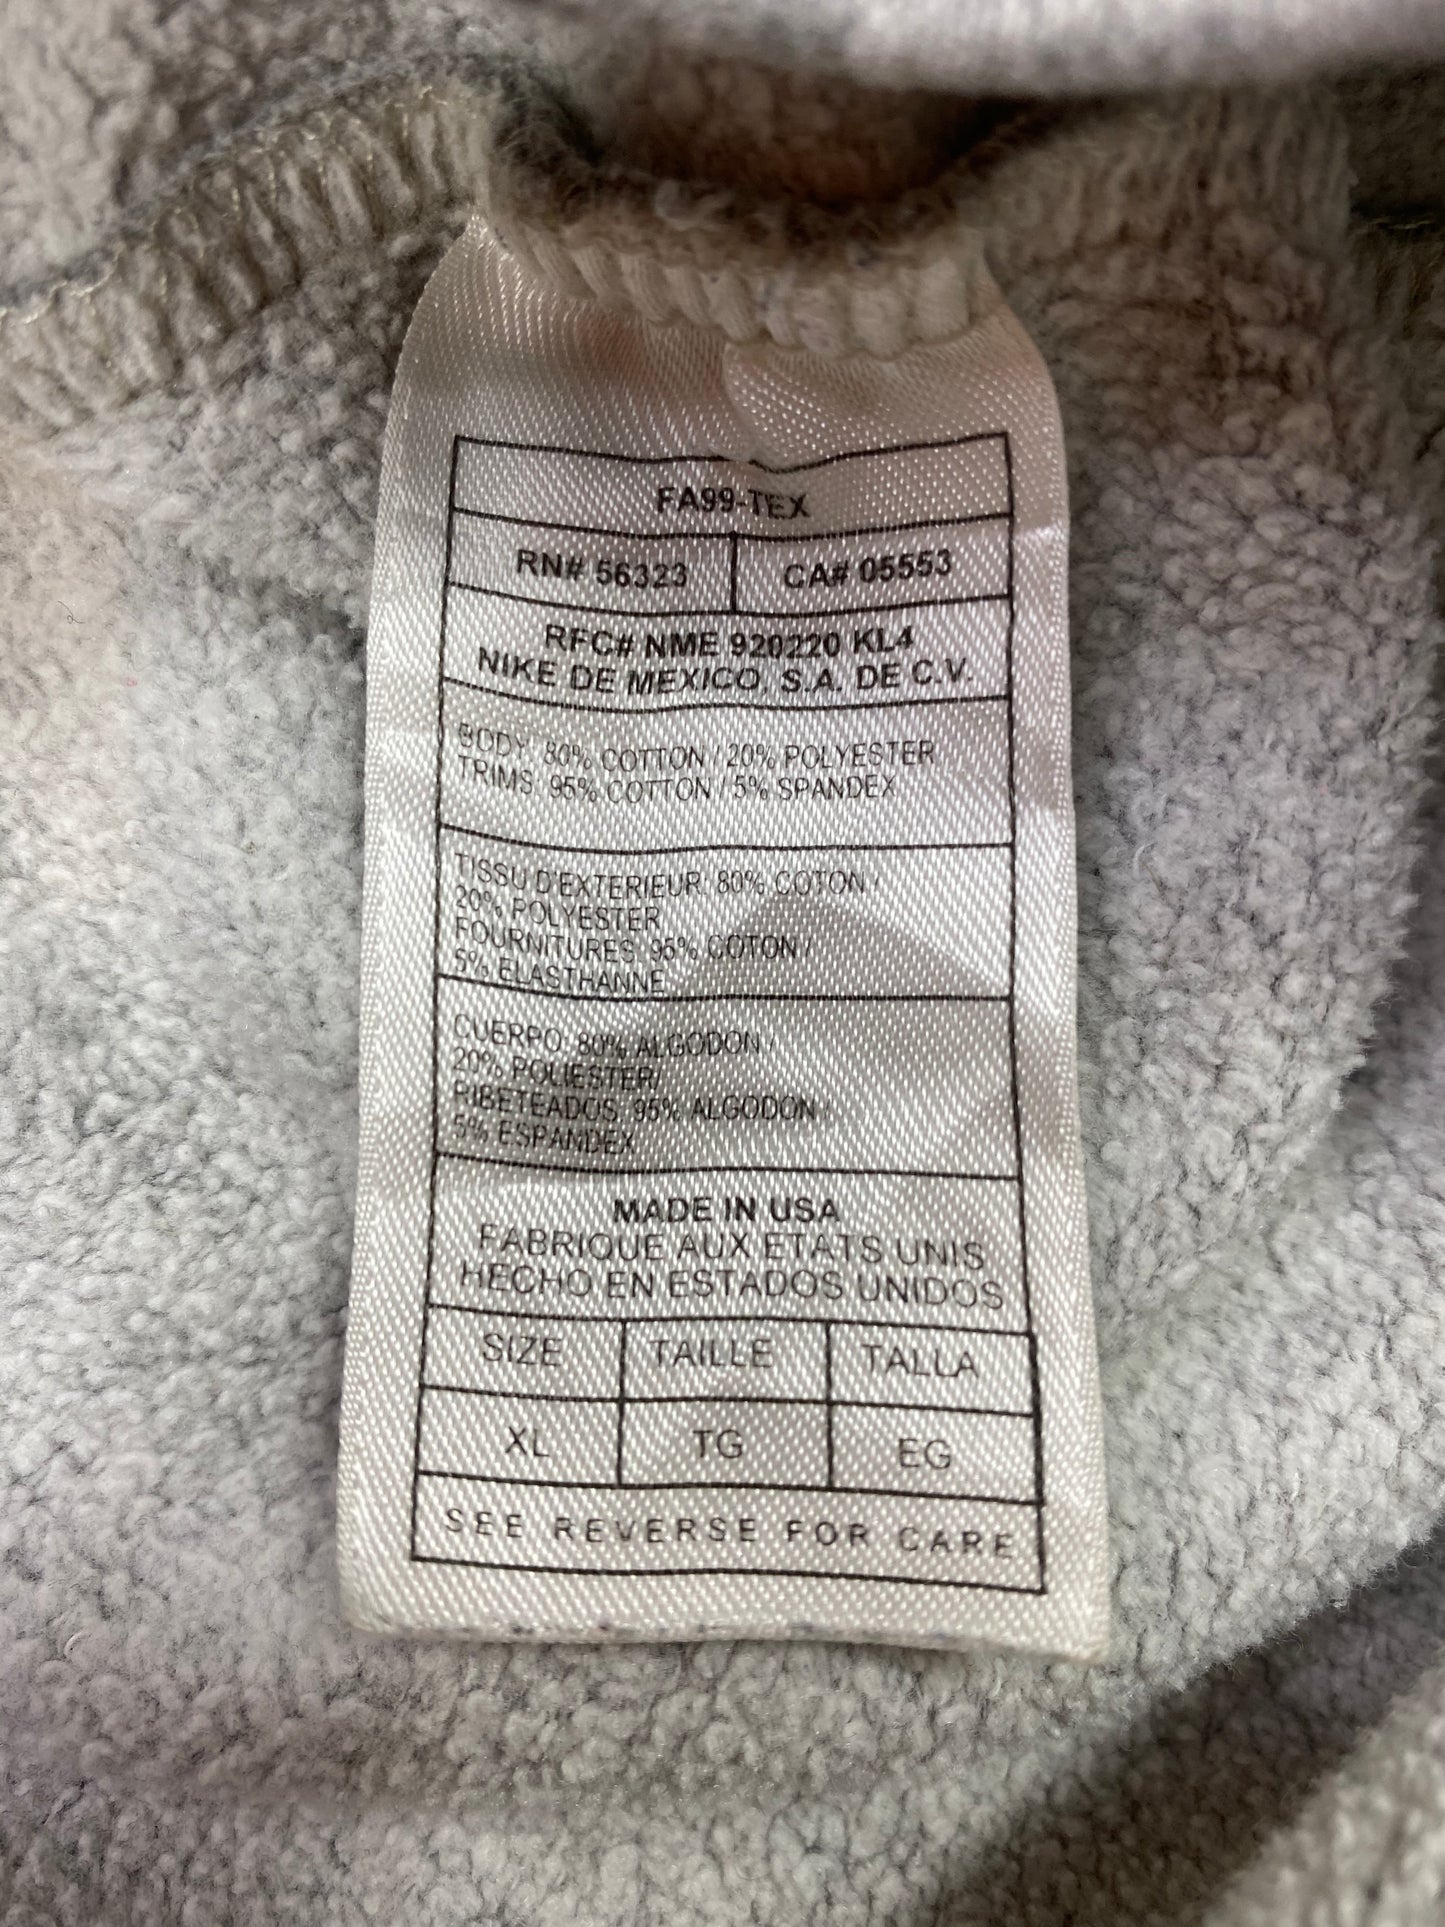 FA99-TEX
RN# 56323 CA# 05553
RFC# NME 920220 KL4
NIKE DE MEXICO, S.A. DE C.V.
BODY: 80% COTTON / 20% POLYESTER
TRIMS: 95% COTTON / 5% SPANDEX
TISSU D'EXTERIEUR: 80% COTON /
20% POLYESTER
FOURNITURES: 95% COTON /
5% ELASTHANNE
CUERPO: 80% ALGODON /
20% POLIESTER/
RIBETEADOS: 95% ALGODON /
5% ESPANDEX
MADE IN USA
FABRIQUE AUX ETATS UNIS
HECHO EN ESTADOS UNIDOS
SIZE TAILLE TALLA
XL TG EG
SEE REVERSE FOR CARE